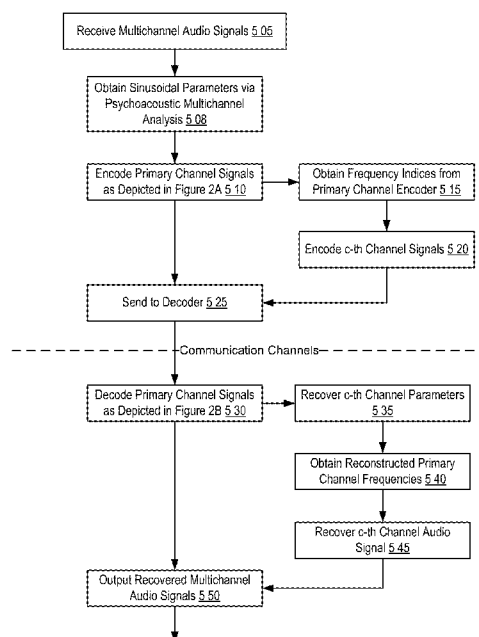 Receive Multichannel Audio Signals 5.05
Obtain Sinusoidal Parameters via
Psychoacoustic Multichannel
Analysis 5.08
Encode Primary Channel Signals
as Depicted in Figure 2A 5.10
Obtain Frequency Indices from
Primary Channel Encoder 5.15
Encode c-th Channel Signals 5.20
Send to Decoder 5.25
Communication Channels
Decode Primary Channel Signals
as Depicted in Figure 2B 5.30
Recover c-th Channel Parameters
5.35
Obtain Reconstructed Primary
Channel Frequencies 5.40
Recover c-th Channel Audio
Signal 5.45
Output Recovered Multichannel
Audio Signals 5.50